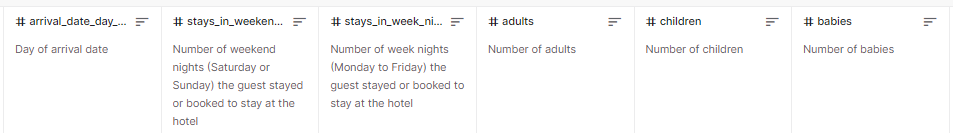 # arrival_date_day_...
# stays_in_weeken...
# stays_in_week_ni...
# adults
# children
# babies
Day of arrival date
Number of weekend
nights (Saturday or
Sunday) the guest stayed
or booked to stay at the
hotel
Number of week nights
(Monday to Friday) the
guest stayed or booked to
stay at the hotel
Number of adults
Number of children
Number of babies